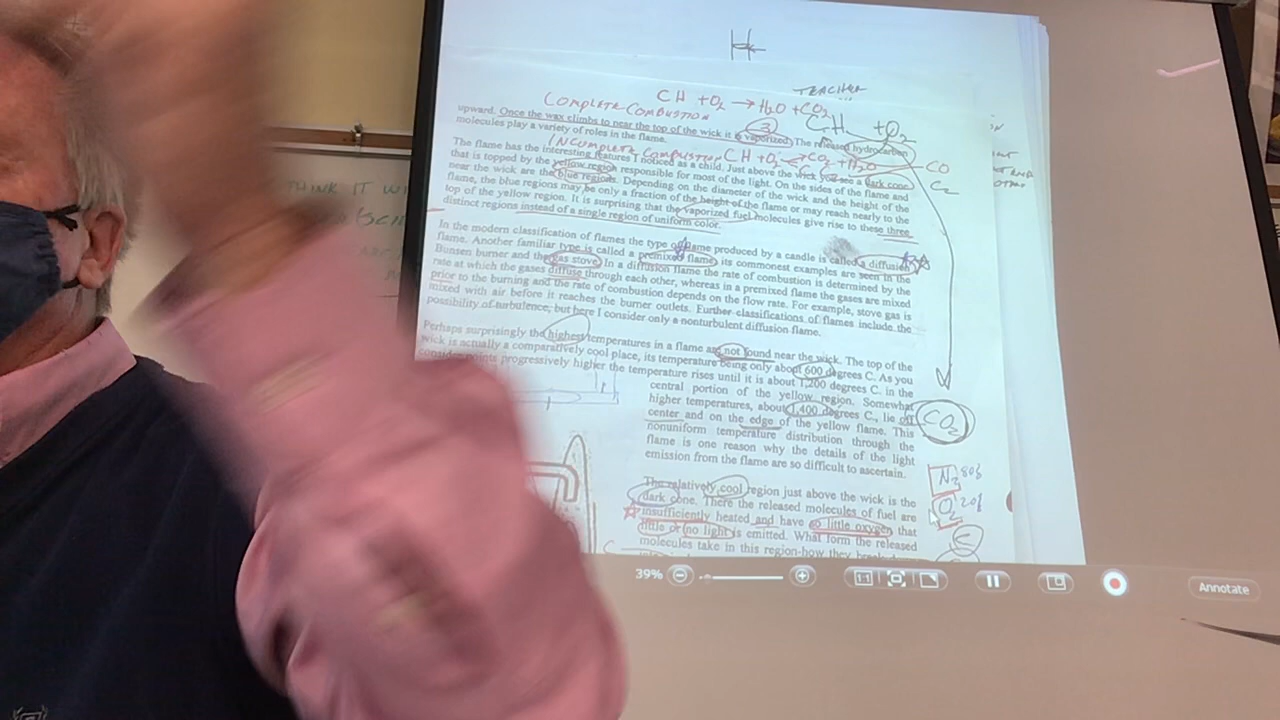 TEACHER
COMPLETE COMBUSTION CH + O2 → H2O + CO2
CH + O2
upward. Once the wax climbs to near the top of the wick it is vaporized. The released hydrocarbon
molecules play a variety of roles in the flame.
INCOMPLETE COMBUSTION CH + O2 CO2 + H2O
CO
The flame has the interesting features I noticed as a child. Just above the wick you see a dark cone
that is topped by the yellow region responsible for most of the light. On the sides of the flame and
near the wick are the blue regions. Depending on the diameter of the wick and the height of the
flame, the blue regions may be only a fraction of the height of the flame or may reach nearly to the
top of the yellow region. It is surprising that the vaporized fuel molecules give rise to these three
distinct regions instead of a single region of uniform color.
In the modern classification of flames the type of flame produced by a candle is called a diffusion
flame. Another familiar type is called a premixed flame; its commonest examples are seen in the
Bunsen burner and the gas stove. In a diffusion flame the rate of combustion is determined by the
rate at which the gases diffuse through each other, whereas in a premixed flame the gases are mixed
prior to the burning and the rate of combustion depends on the flow rate. For example, stove gas is
mixed with air before it reaches the burner outlets. Further classifications of flames include the
possibility of turbulence, but here I consider only a nonturbulent diffusion flame.
Perhaps surprisingly the highest temperatures in a flame are not found near the wick. The top of the
wick is actually a comparatively cool place, its temperature being only about 600 degrees C. As you
consider points progressively higher the temperature rises until it is about 1,200 degrees C. in the
central portion of the yellow region. Somewhat
higher temperatures, about 1,400 degrees C., lie off
center and on the edge of the yellow flame. This
nonuniform temperature distribution through the
flame is one reason why the details of the light
emission from the flame are so difficult to ascertain.
CO2
N2 80%
O2 20%
The relatively cool region just above the wick is the
dark cone. There the released molecules of fuel are
insufficiently heated and have so little oxygen that
little or no light is emitted. What form the released
molecules take in this region-how they
39%
1:1
Annotate
THINK IT